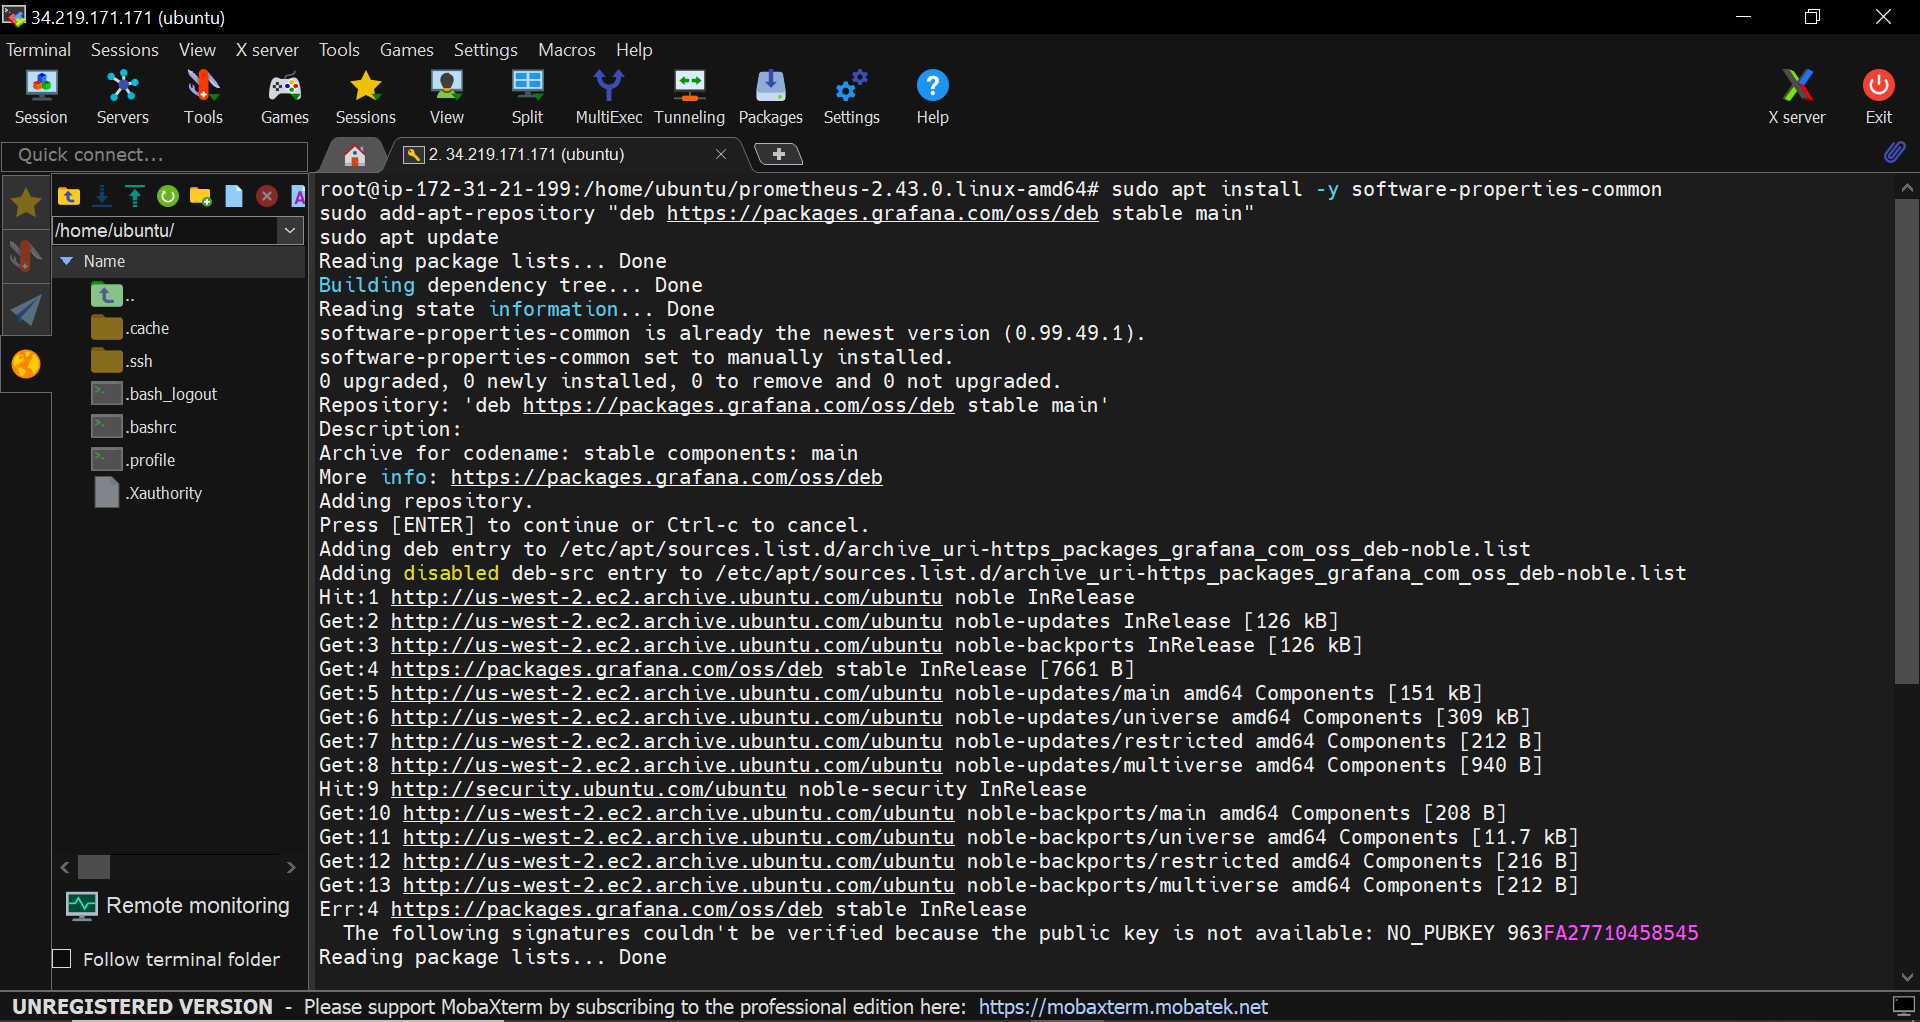 34.219.171.171 (ubuntu)
Terminal Sessions View X server Tools Games Settings Macros Help
Session Servers Tools Games Sessions View Split MultiExec Tunneling Packages Settings Help X server Exit
Quick connect...
2. 34.219.171.171 (ubuntu)
/home/ubuntu/
Name
..
.cache
.ssh
.bash_logout
.bashrc
.profile
.Xauthority
Remote monitoring
Follow terminal folder
root@ip-172-31-21-199:/home/ubuntu/prometheus-2.43.0.linux-amd64# sudo apt install -y software-properties-common
sudo add-apt-repository "deb https://packages.grafana.com/oss/deb stable main"
sudo apt update
Reading package lists... Done
Building dependency tree... Done
Reading state information... Done
software-properties-common is already the newest version (0.99.49.1).
software-properties-common set to manually installed.
0 upgraded, 0 newly installed, 0 to remove and 0 not upgraded.
Repository: 'deb https://packages.grafana.com/oss/deb stable main'
Description:
Archive for codename: stable components: main
More info: https://packages.grafana.com/oss/deb
Adding repository.
Press [ENTER] to continue or Ctrl-c to cancel.
Adding deb entry to /etc/apt/sources.list.d/archive_uri-https_packages_grafana_com_oss_deb-noble.list
Adding disabled deb-src entry to /etc/apt/sources.list.d/archive_uri-https_packages_grafana_com_oss_deb-noble.list
Hit:1 http://us-west-2.ec2.archive.ubuntu.com/ubuntu noble InRelease
Get:2 http://us-west-2.ec2.archive.ubuntu.com/ubuntu noble-updates InRelease [126 kB]
Get:3 http://us-west-2.ec2.archive.ubuntu.com/ubuntu noble-backports InRelease [126 kB]
Get:4 https://packages.grafana.com/oss/deb stable InRelease [7661 B]
Get:5 http://us-west-2.ec2.archive.ubuntu.com/ubuntu noble-updates/main amd64 Components [151 kB]
Get:6 http://us-west-2.ec2.archive.ubuntu.com/ubuntu noble-updates/universe amd64 Components [309 kB]
Get:7 http://us-west-2.ec2.archive.ubuntu.com/ubuntu noble-updates/restricted amd64 Components [212 B]
Get:8 http://us-west-2.ec2.archive.ubuntu.com/ubuntu noble-updates/multiverse amd64 Components [940 B]
Hit:9 http://security.ubuntu.com/ubuntu noble-security InRelease
Get:10 http://us-west-2.ec2.archive.ubuntu.com/ubuntu noble-backports/main amd64 Components [208 B]
Get:11 http://us-west-2.ec2.archive.ubuntu.com/ubuntu noble-backports/universe amd64 Components [11.7 kB]
Get:12 http://us-west-2.ec2.archive.ubuntu.com/ubuntu noble-backports/restricted amd64 Components [216 B]
Get:13 http://us-west-2.ec2.archive.ubuntu.com/ubuntu noble-backports/multiverse amd64 Components [212 B]
Err:4 https://packages.grafana.com/oss/deb stable InRelease
  The following signatures couldn't be verified because the public key is not available: NO_PUBKEY 963FA27710458545
Reading package lists... Done
UNREGISTERED VERSION - Please support MobaXterm by subscribing to the professional edition here: https://mobaxterm.mobatek.net